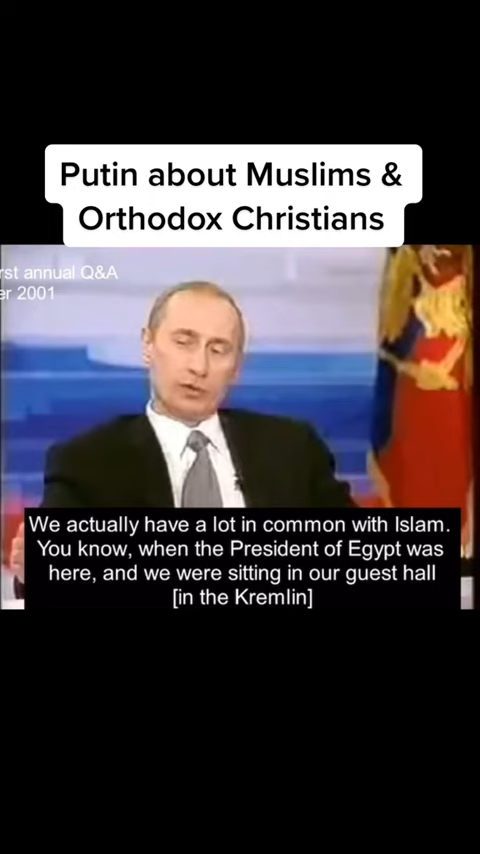 Putin about Muslims &
Orthodox Christians
rst annual Q&A
er 2001
We actually have a lot in common with Islam.
You know, when the President of Egypt was
here, and we were sitting in our guest hall
[in the Kremlin]